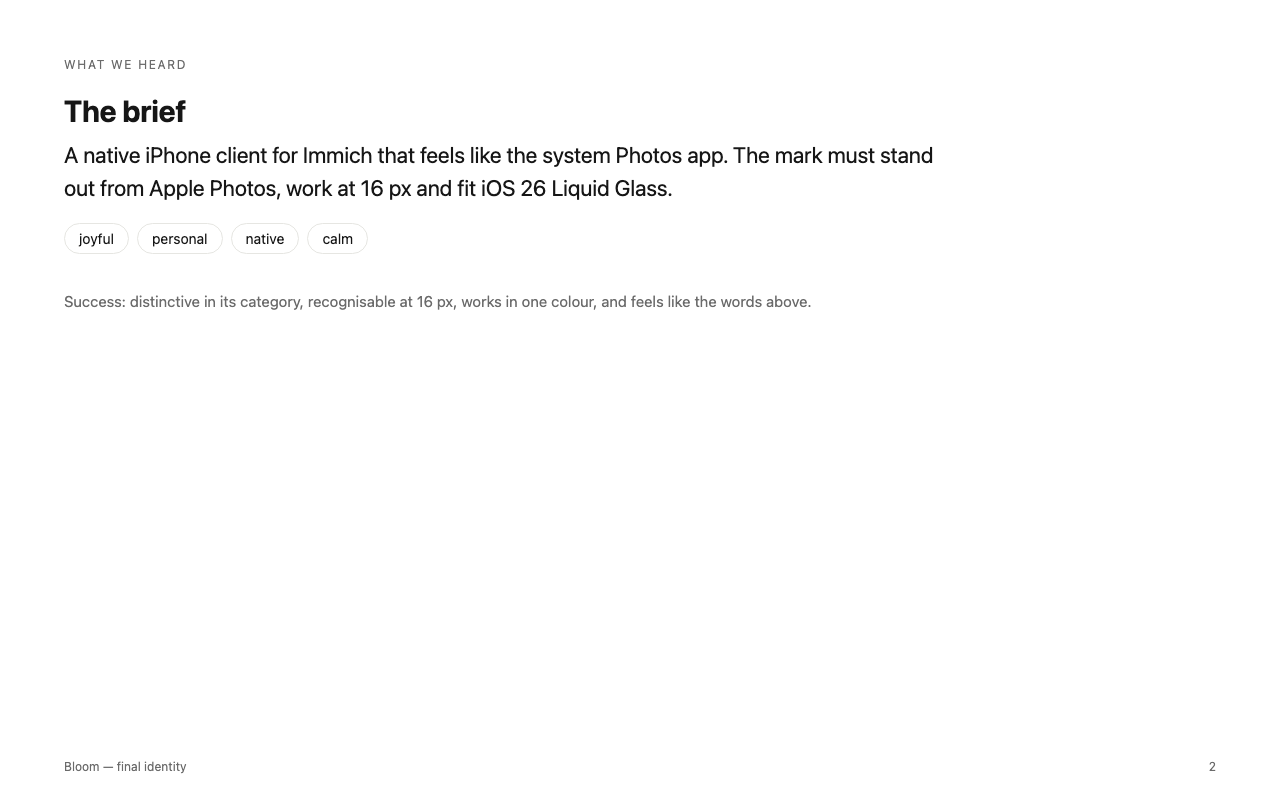 WHAT WE HEARD
The brief
A native iPhone client for Immich that feels like the system Photos app. The mark must stand
out from Apple Photos, work at 16 px and fit iOS 26 Liquid Glass.
joyful personal native calm
Success: distinctive in its category, recognisable at 16 px, works in one colour, and feels like the words above.
Bloom — final identity 2